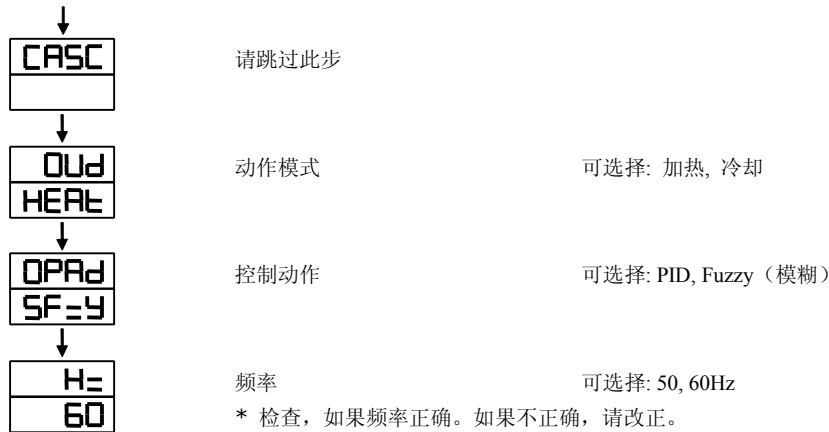 CASC 请跳过此步
OUd 动作模式 可选择: 加热, 冷却
HEAt
OPAd 控制动作 可选择: PID, Fuzzy（模糊）
SF=y
H= 频率 可选择: 50, 60Hz
60 * 检查，如果频率正确。如果不正确，请改正。